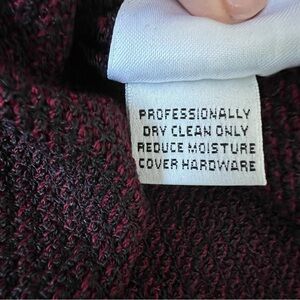 PROFESSIONALLY
DRY CLEAN ONLY
REDUCE MOISTURE
COVER HARDWARE